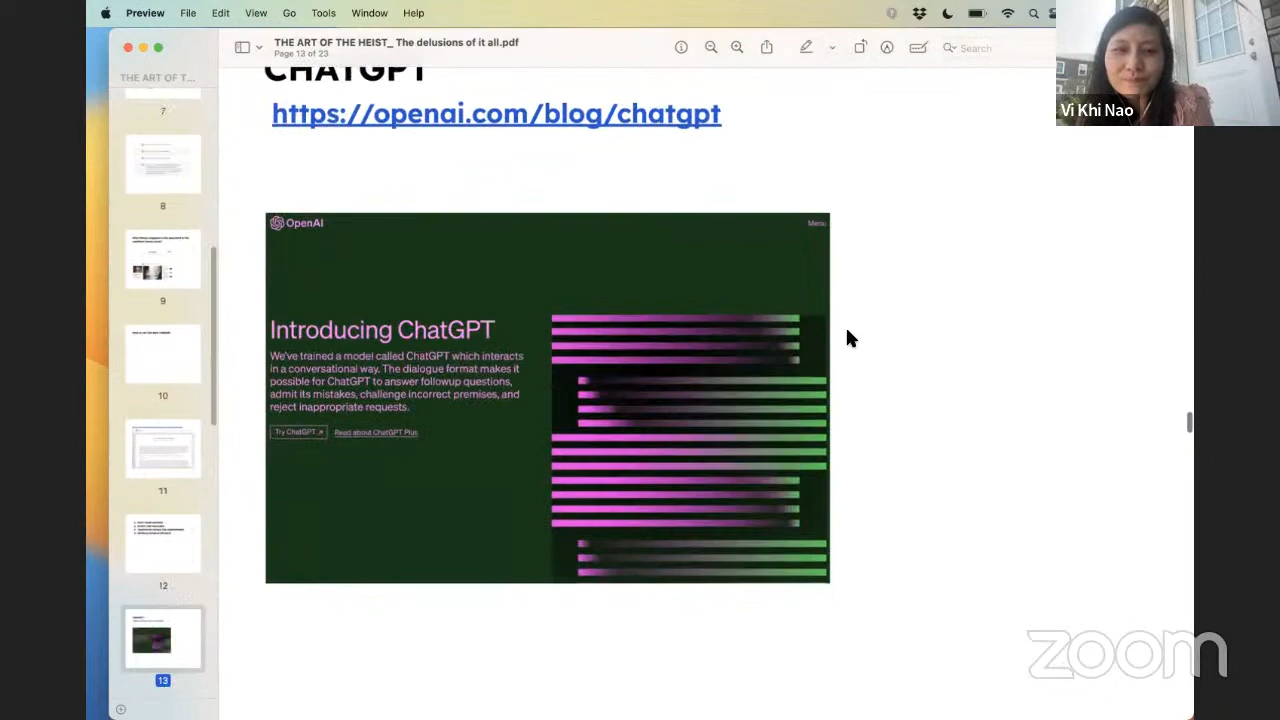 Preview File Edit View Go Tools Window Help
THE ART OF THE HEIST_ The delusions of it all.pdf
Page 13 of 23
Search
THE ART OF T...
7
8
9
10
11
12
13
CHATGPT
https://openai.com/blog/chatgpt
OpenAI
Menu
Introducing ChatGPT
We've trained a model called ChatGPT which interacts
in a conversational way. The dialogue format makes it
possible for ChatGPT to answer followup questions,
admit its mistakes, challenge incorrect premises, and
reject inappropriate requests.
Try ChatGPT ↗ Read about ChatGPT Plus
Vi Khi Nao
zoom